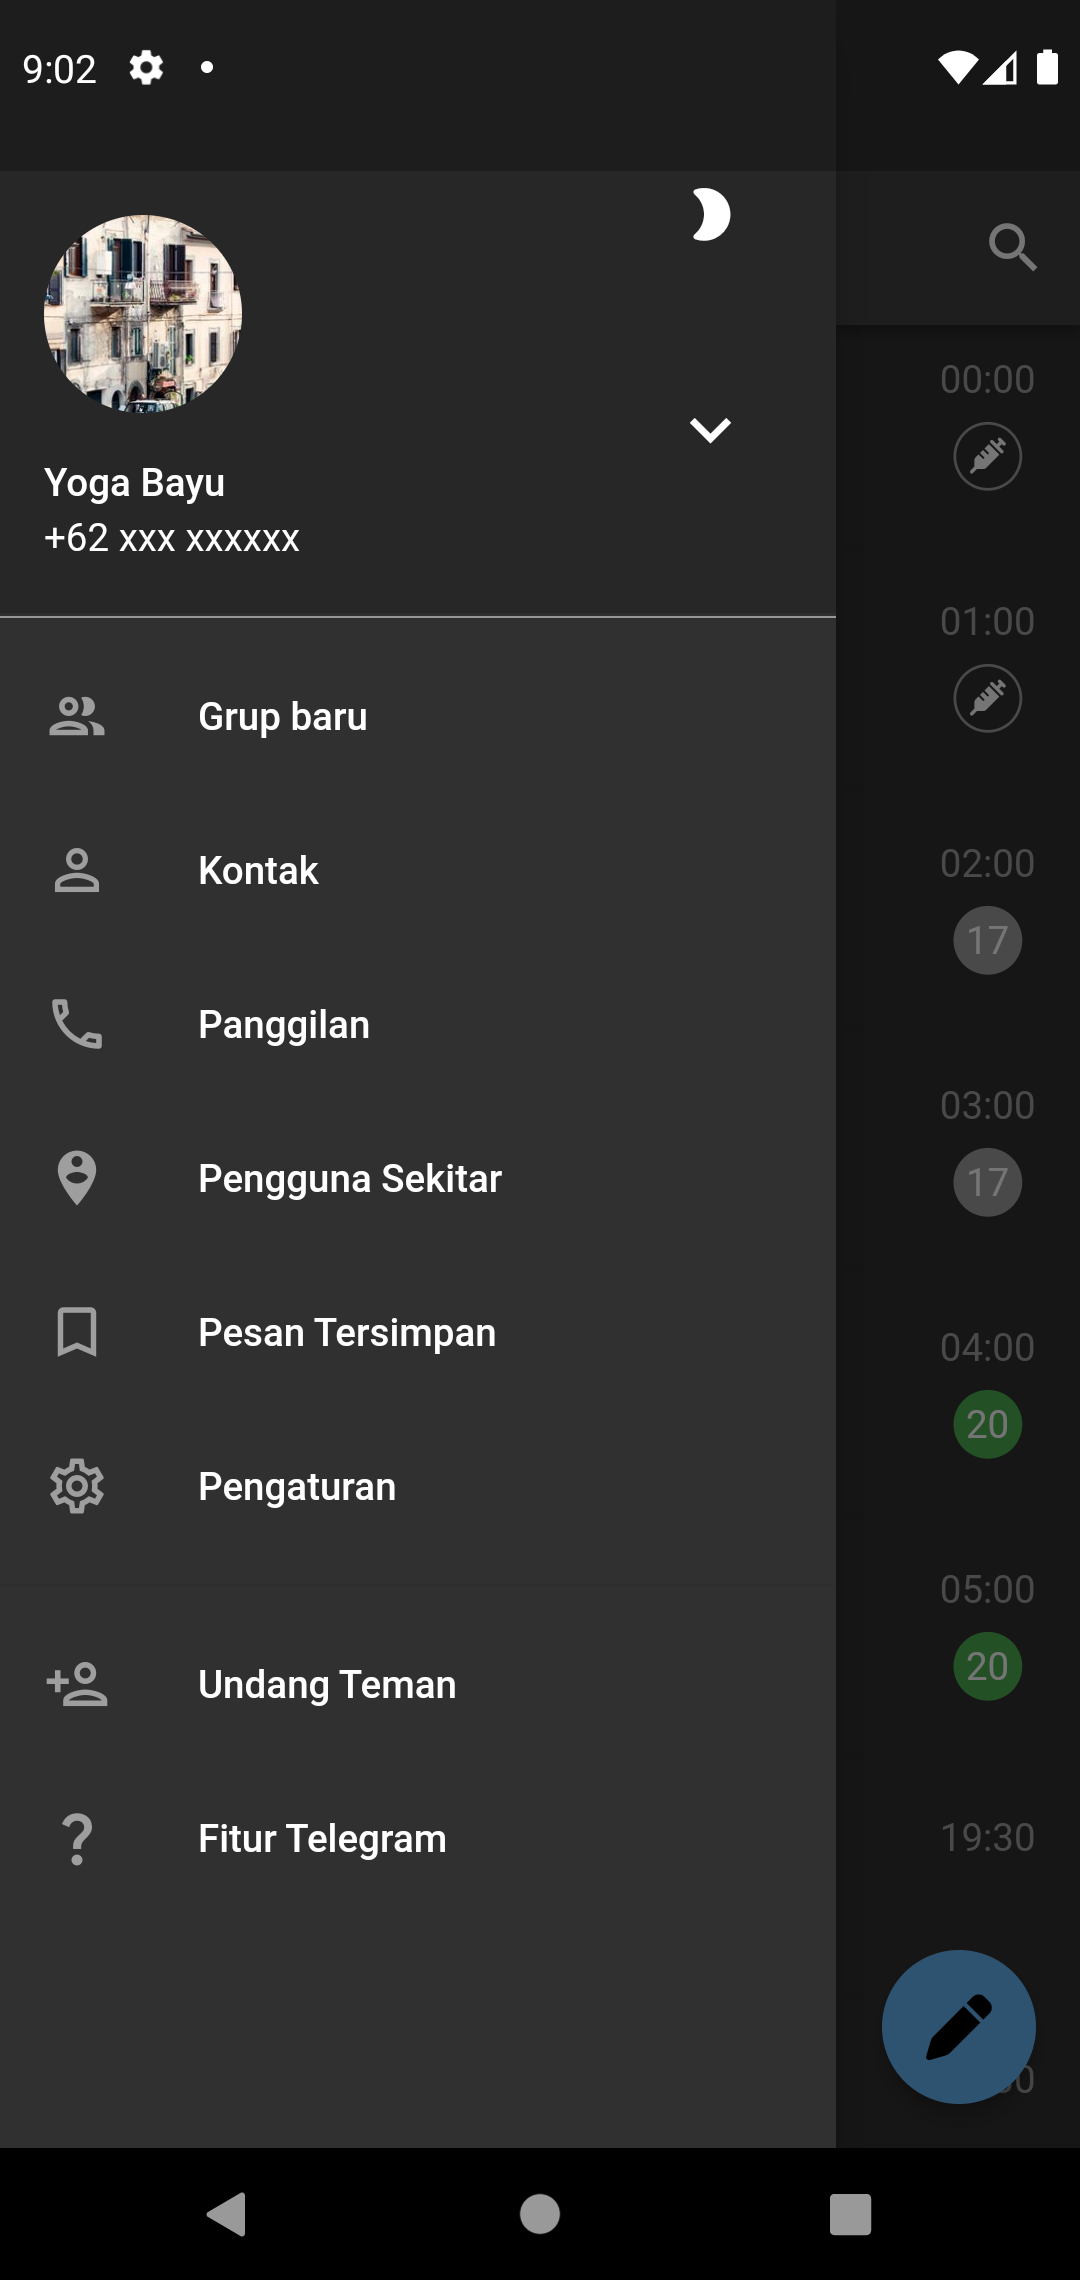 9:02
Yoga Bayu
+62 xxx xxxxxx
Grup baru
Kontak
Panggilan
Pengguna Sekitar
Pesan Tersimpan
Pengaturan
Undang Teman
Fitur Telegram
00:00
01:00
02:00
17
03:00
17
04:00
20
05:00
20
19:30